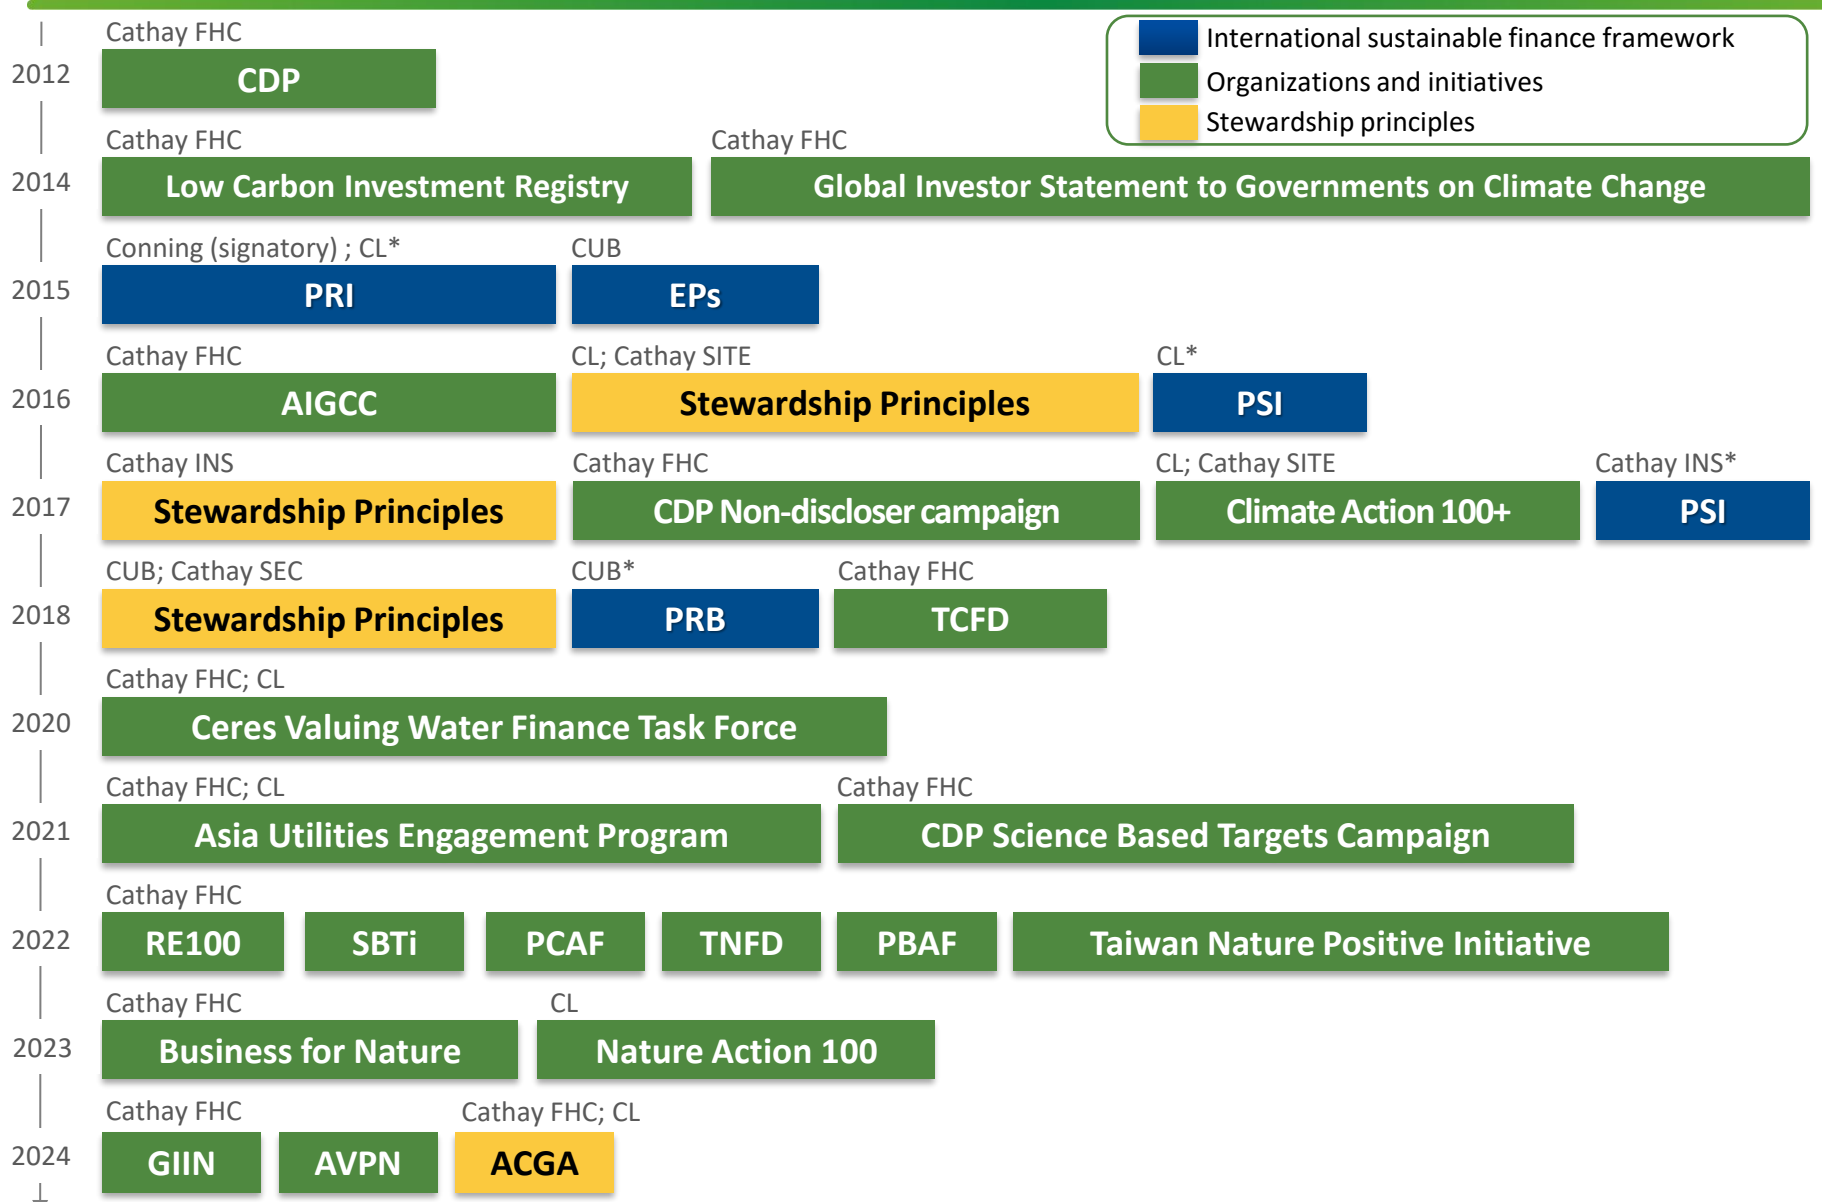 International sustainable finance framework
Organizations and initiatives
Stewardship principles
2012
Cathay FHC
CDP
2014
Cathay FHC
Low Carbon Investment Registry
Cathay FHC
Global Investor Statement to Governments on Climate Change
2015
Conning (signatory) ; CL*
PRI
CUB
EPs
2016
Cathay FHC
AIGCC
CL; Cathay SITE
Stewardship Principles
CL*
PSI
2017
Cathay INS
Stewardship Principles
Cathay FHC
CDP Non-discloser campaign
CL; Cathay SITE
Climate Action 100+
Cathay INS*
PSI
2018
CUB; Cathay SEC
Stewardship Principles
CUB*
PRB
Cathay FHC
TCFD
2020
Cathay FHC; CL
Ceres Valuing Water Finance Task Force
2021
Cathay FHC; CL
Asia Utilities Engagement Program
Cathay FHC
CDP Science Based Targets Campaign
2022
Cathay FHC
RE100
SBTi
PCAF
TNFD
PBAF
Taiwan Nature Positive Initiative
2023
Cathay FHC
Business for Nature
CL
Nature Action 100
2024
Cathay FHC
GIIN
AVPN
Cathay FHC; CL
ACGA